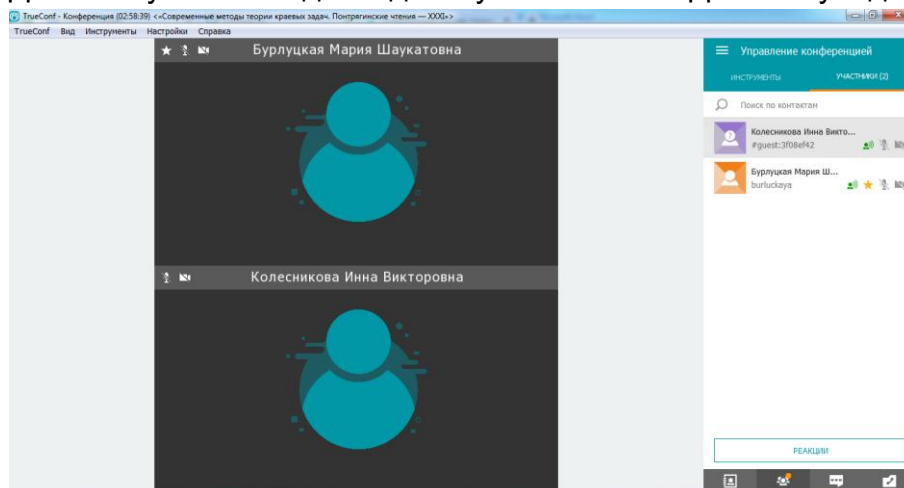 TrueConf - Конференция (02:58:39) <«Современные методы теории краевых задач. Понтрягинские чтения — XXXI»>
TrueConf Вид Инструменты Настройки Справка
Бурлуцкая Мария Шаукатовна
Колесникова Инна Викторовна
Управление конференцией
ИНСТРУМЕНТЫ УЧАСТНИКИ (2)
Поиск по контактам
Колесникова Инна Викто...
#guest:3f08ef42
Бурлуцкая Мария Ш...
burluckaya
РЕАКЦИИ